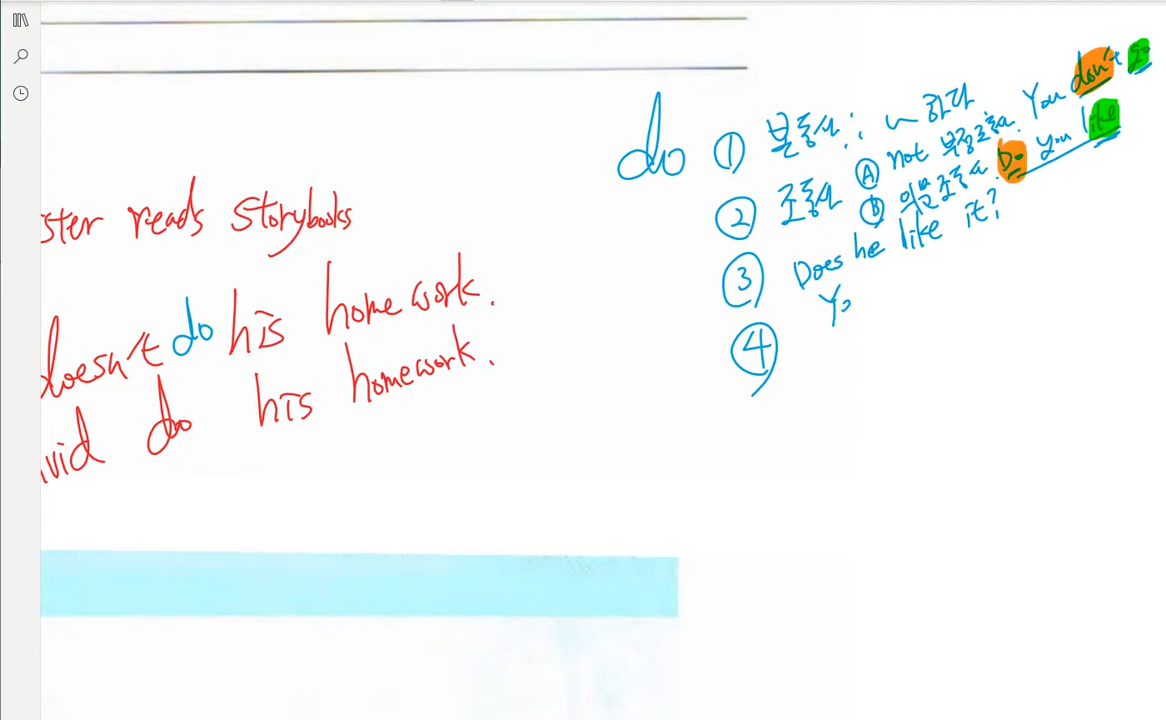 ster reads storybooks
doesn't do his homework.
vid do his homework.
do ① 본동사: ~하다
② 조동사 Ⓐ not 부정조동사. You don't go
Ⓑ 의문조동사. Do you like
③ Does he like it?
Yo
④